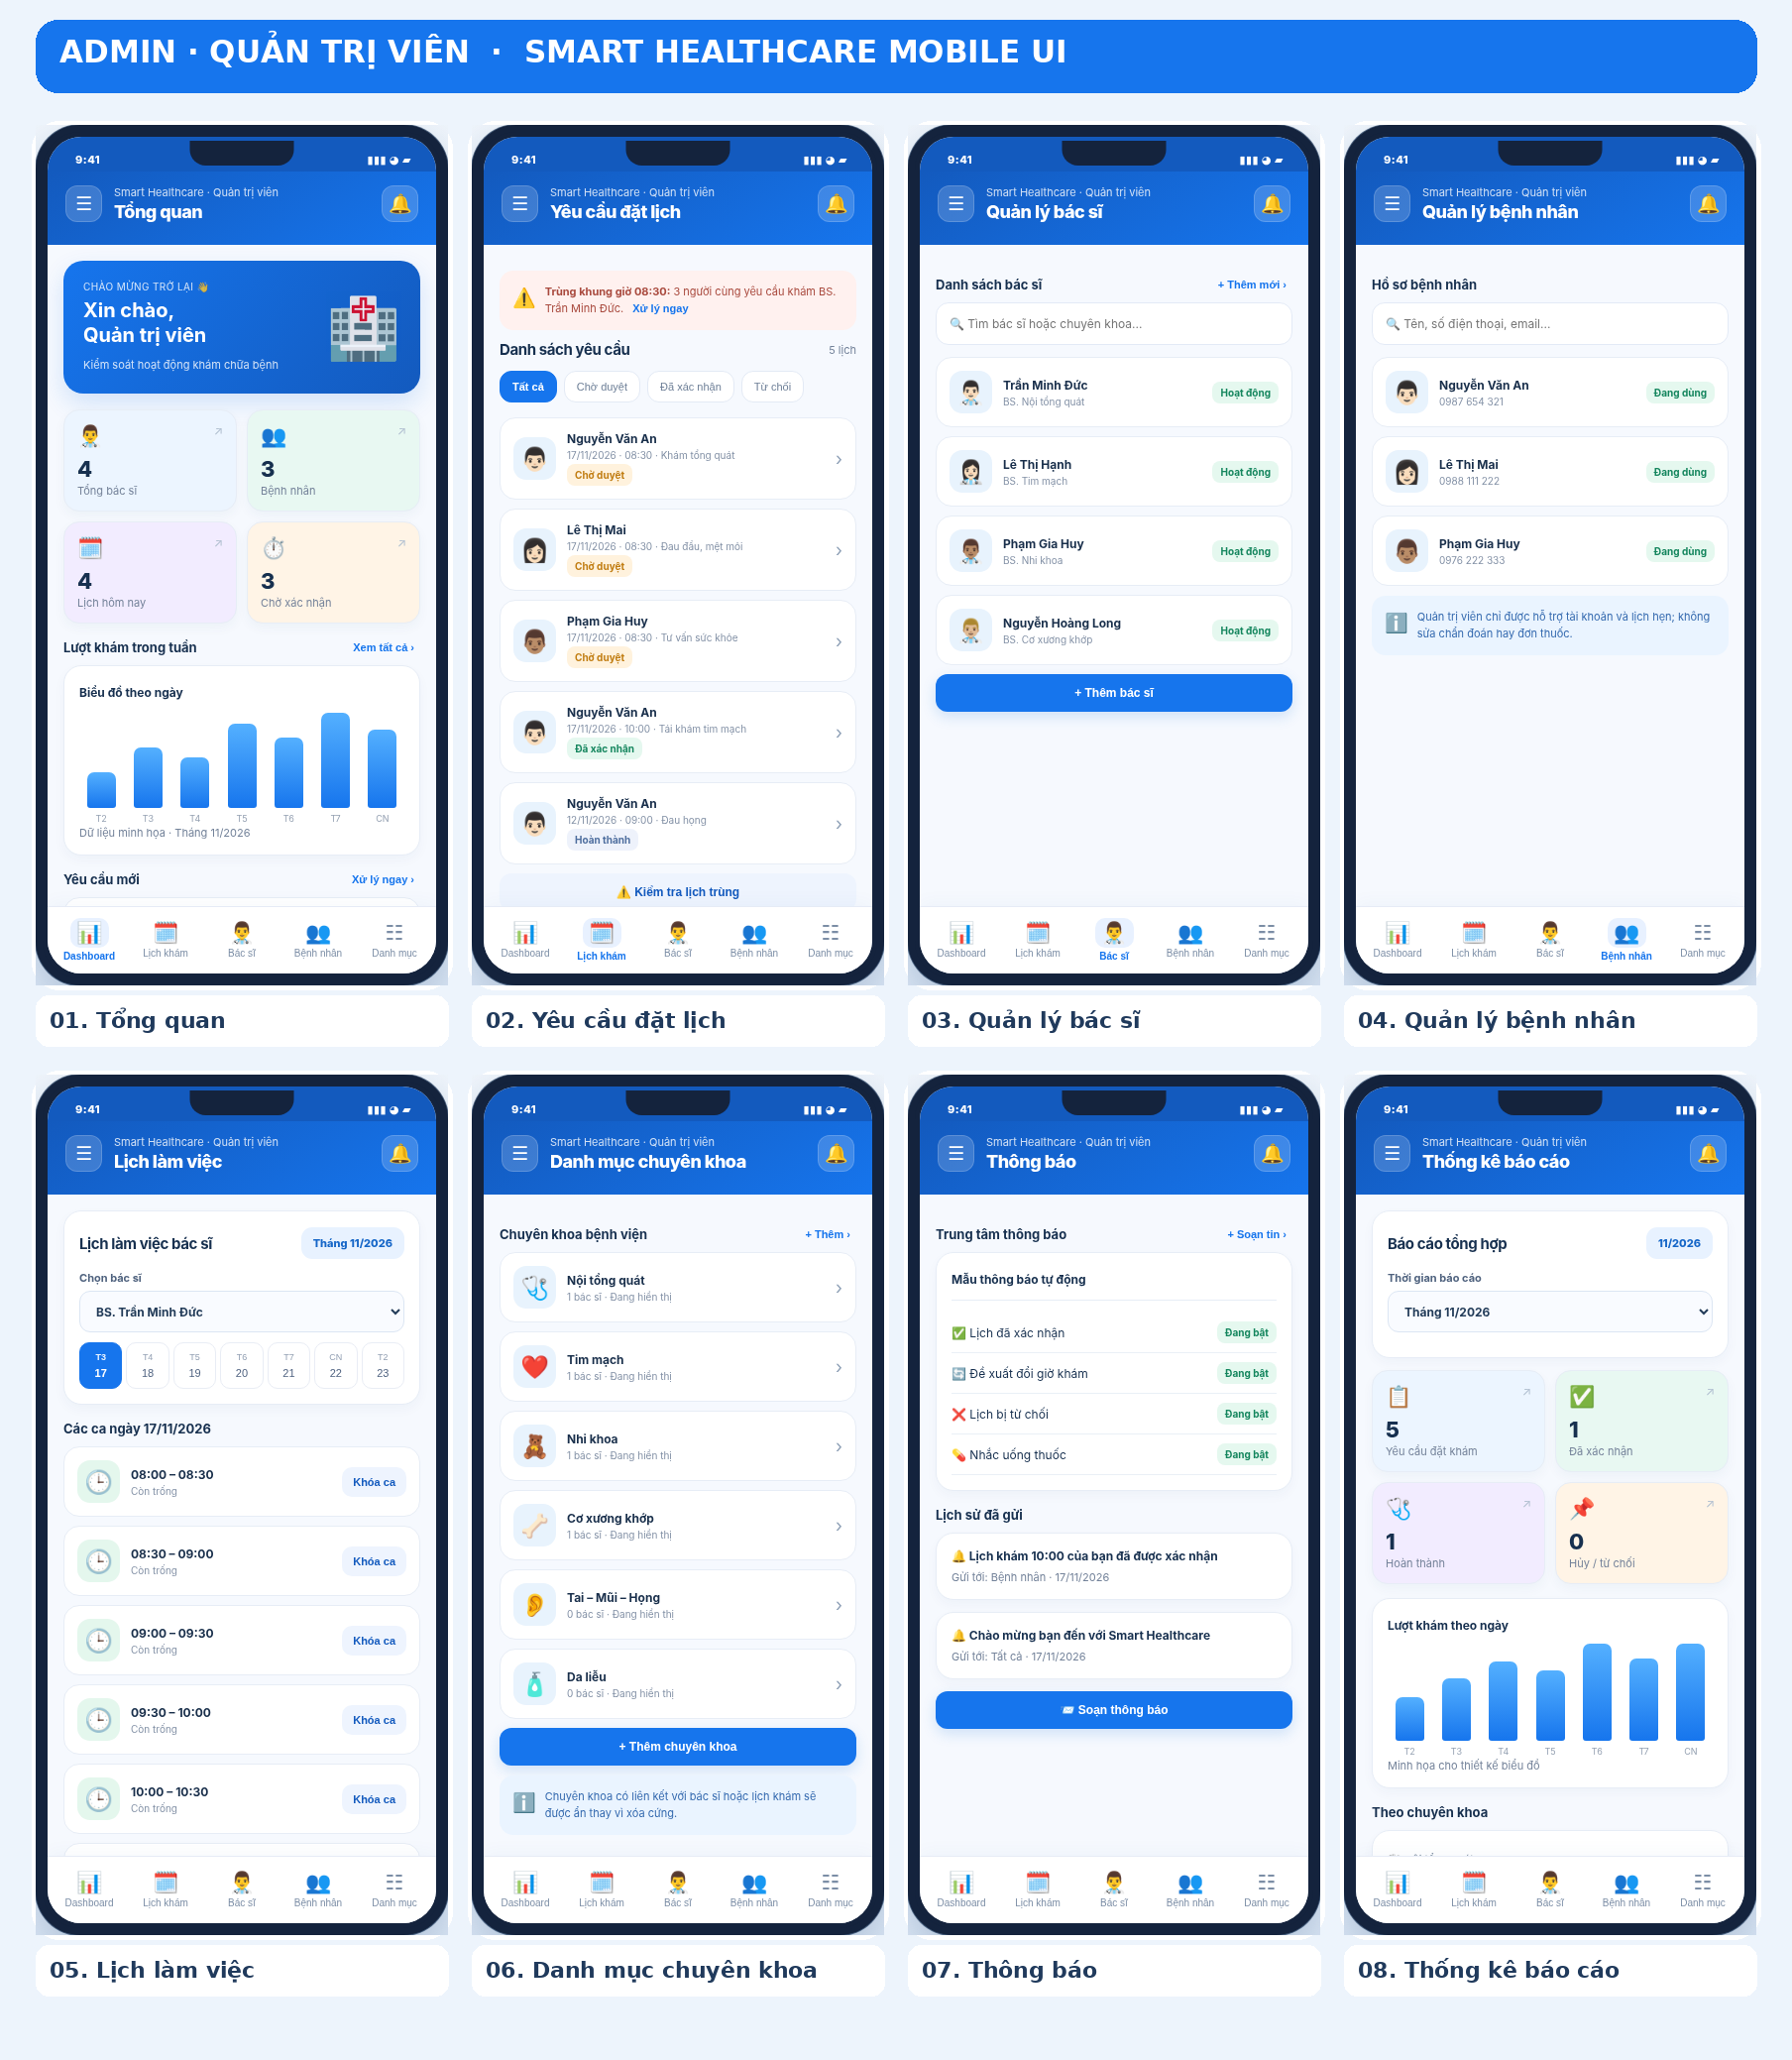 ADMIN · QUẢN TRỊ VIÊN · SMART HEALTHCARE MOBILE UI
9:41
Smart Healthcare · Quản trị viên
Tổng quan
CHÀO MỪNG TRỞ LẠI 👋
Xin chào,
Quản trị viên
Kiểm soát hoạt động khám chữa bệnh
4
Tổng bác sĩ
3
Bệnh nhân
4
Lịch hôm nay
3
Chờ xác nhận
Lượt khám trong tuần
Xem tất cả ›
Biểu đồ theo ngày
T2 T3 T4 T5 T6 T7 CN
Dữ liệu minh họa · Tháng 11/2026
Yêu cầu mới
Xử lý ngay ›
Dashboard Lịch khám Bác sĩ Bệnh nhân Danh mục
01. Tổng quan
9:41
Smart Healthcare · Quản trị viên
Yêu cầu đặt lịch
Trùng khung giờ 08:30: 3 người cùng yêu cầu khám BS.
Trần Minh Đức. Xử lý ngay
Danh sách yêu cầu
5 lịch
Tất cả Chờ duyệt Đã xác nhận Từ chối
Nguyễn Văn An
17/11/2026 · 08:30 · Khám tổng quát
Chờ duyệt
Lê Thị Mai
17/11/2026 · 08:30 · Đau đầu, mệt mỏi
Chờ duyệt
Phạm Gia Huy
17/11/2026 · 08:30 · Tư vấn sức khỏe
Chờ duyệt
Nguyễn Văn An
17/11/2026 · 10:00 · Tái khám tim mạch
Đã xác nhận
Nguyễn Văn An
12/11/2026 · 09:00 · Đau họng
Hoàn thành
⚠️ Kiểm tra lịch trùng
Dashboard Lịch khám Bác sĩ Bệnh nhân Danh mục
02. Yêu cầu đặt lịch
9:41
Smart Healthcare · Quản trị viên
Quản lý bác sĩ
Danh sách bác sĩ
+ Thêm mới ›
🔍 Tìm bác sĩ hoặc chuyên khoa...
Trần Minh Đức
BS. Nội tổng quát
Hoạt động
Lê Thị Hạnh
BS. Tim mạch
Hoạt động
Phạm Gia Huy
BS. Nhi khoa
Hoạt động
Nguyễn Hoàng Long
BS. Cơ xương khớp
Hoạt động
+ Thêm bác sĩ
Dashboard Lịch khám Bác sĩ Bệnh nhân Danh mục
03. Quản lý bác sĩ
9:41
Smart Healthcare · Quản trị viên
Quản lý bệnh nhân
Hồ sơ bệnh nhân
🔍 Tên, số điện thoại, email...
Nguyễn Văn An
0987 654 321
Đang dùng
Lê Thị Mai
0988 111 222
Đang dùng
Phạm Gia Huy
0976 222 333
Đang dùng
Quản trị viên chỉ được hỗ trợ tài khoản và lịch hẹn; không
sửa chẩn đoán hay đơn thuốc.
Dashboard Lịch khám Bác sĩ Bệnh nhân Danh mục
04. Quản lý bệnh nhân
9:41
Smart Healthcare · Quản trị viên
Lịch làm việc
Lịch làm việc bác sĩ
Tháng 11/2026
Chọn bác sĩ
BS. Trần Minh Đức
T3 T4 T5 T6 T7 CN T2
17 18 19 20 21 22 23
Các ca ngày 17/11/2026
08:00 – 08:30
Còn trống
Khóa ca
08:30 – 09:00
Còn trống
Khóa ca
09:00 – 09:30
Còn trống
Khóa ca
09:30 – 10:00
Còn trống
Khóa ca
10:00 – 10:30
Còn trống
Khóa ca
Dashboard Lịch khám Bác sĩ Bệnh nhân Danh mục
05. Lịch làm việc
9:41
Smart Healthcare · Quản trị viên
Danh mục chuyên khoa
Chuyên khoa bệnh viện
+ Thêm ›
Nội tổng quát
1 bác sĩ · Đang hiển thị
Tim mạch
1 bác sĩ · Đang hiển thị
Nhi khoa
1 bác sĩ · Đang hiển thị
Cơ xương khớp
1 bác sĩ · Đang hiển thị
Tai – Mũi – Họng
0 bác sĩ · Đang hiển thị
Da liễu
0 bác sĩ · Đang hiển thị
+ Thêm chuyên khoa
Chuyên khoa có liên kết với bác sĩ hoặc lịch khám sẽ
được ẩn thay vì xóa cứng.
Dashboard Lịch khám Bác sĩ Bệnh nhân Danh mục
06. Danh mục chuyên khoa
9:41
Smart Healthcare · Quản trị viên
Thông báo
Trung tâm thông báo
+ Soạn tin ›
Mẫu thông báo tự động
✅ Lịch đã xác nhận
Đang bật
🔄 Đề xuất đổi giờ khám
Đang bật
❌ Lịch bị từ chối
Đang bật
💊 Nhắc uống thuốc
Đang bật
Lịch sử đã gửi
🔔 Lịch khám 10:00 của bạn đã được xác nhận
Gửi tới: Bệnh nhân · 17/11/2026
🔔 Chào mừng bạn đến với Smart Healthcare
Gửi tới: Tất cả · 17/11/2026
📨 Soạn thông báo
Dashboard Lịch khám Bác sĩ Bệnh nhân Danh mục
07. Thông báo
9:41
Smart Healthcare · Quản trị viên
Thống kê báo cáo
Báo cáo tổng hợp
11/2026
Thời gian báo cáo
Tháng 11/2026
5
Yêu cầu đặt khám
1
Đã xác nhận
1
Hoàn thành
0
Hủy / từ chối
Lượt khám theo ngày
T2 T3 T4 T5 T6 T7 CN
Minh họa cho thiết kế biểu đồ
Theo chuyên khoa
Dashboard Lịch khám Bác sĩ Bệnh nhân Danh mục
08. Thống kê báo cáo